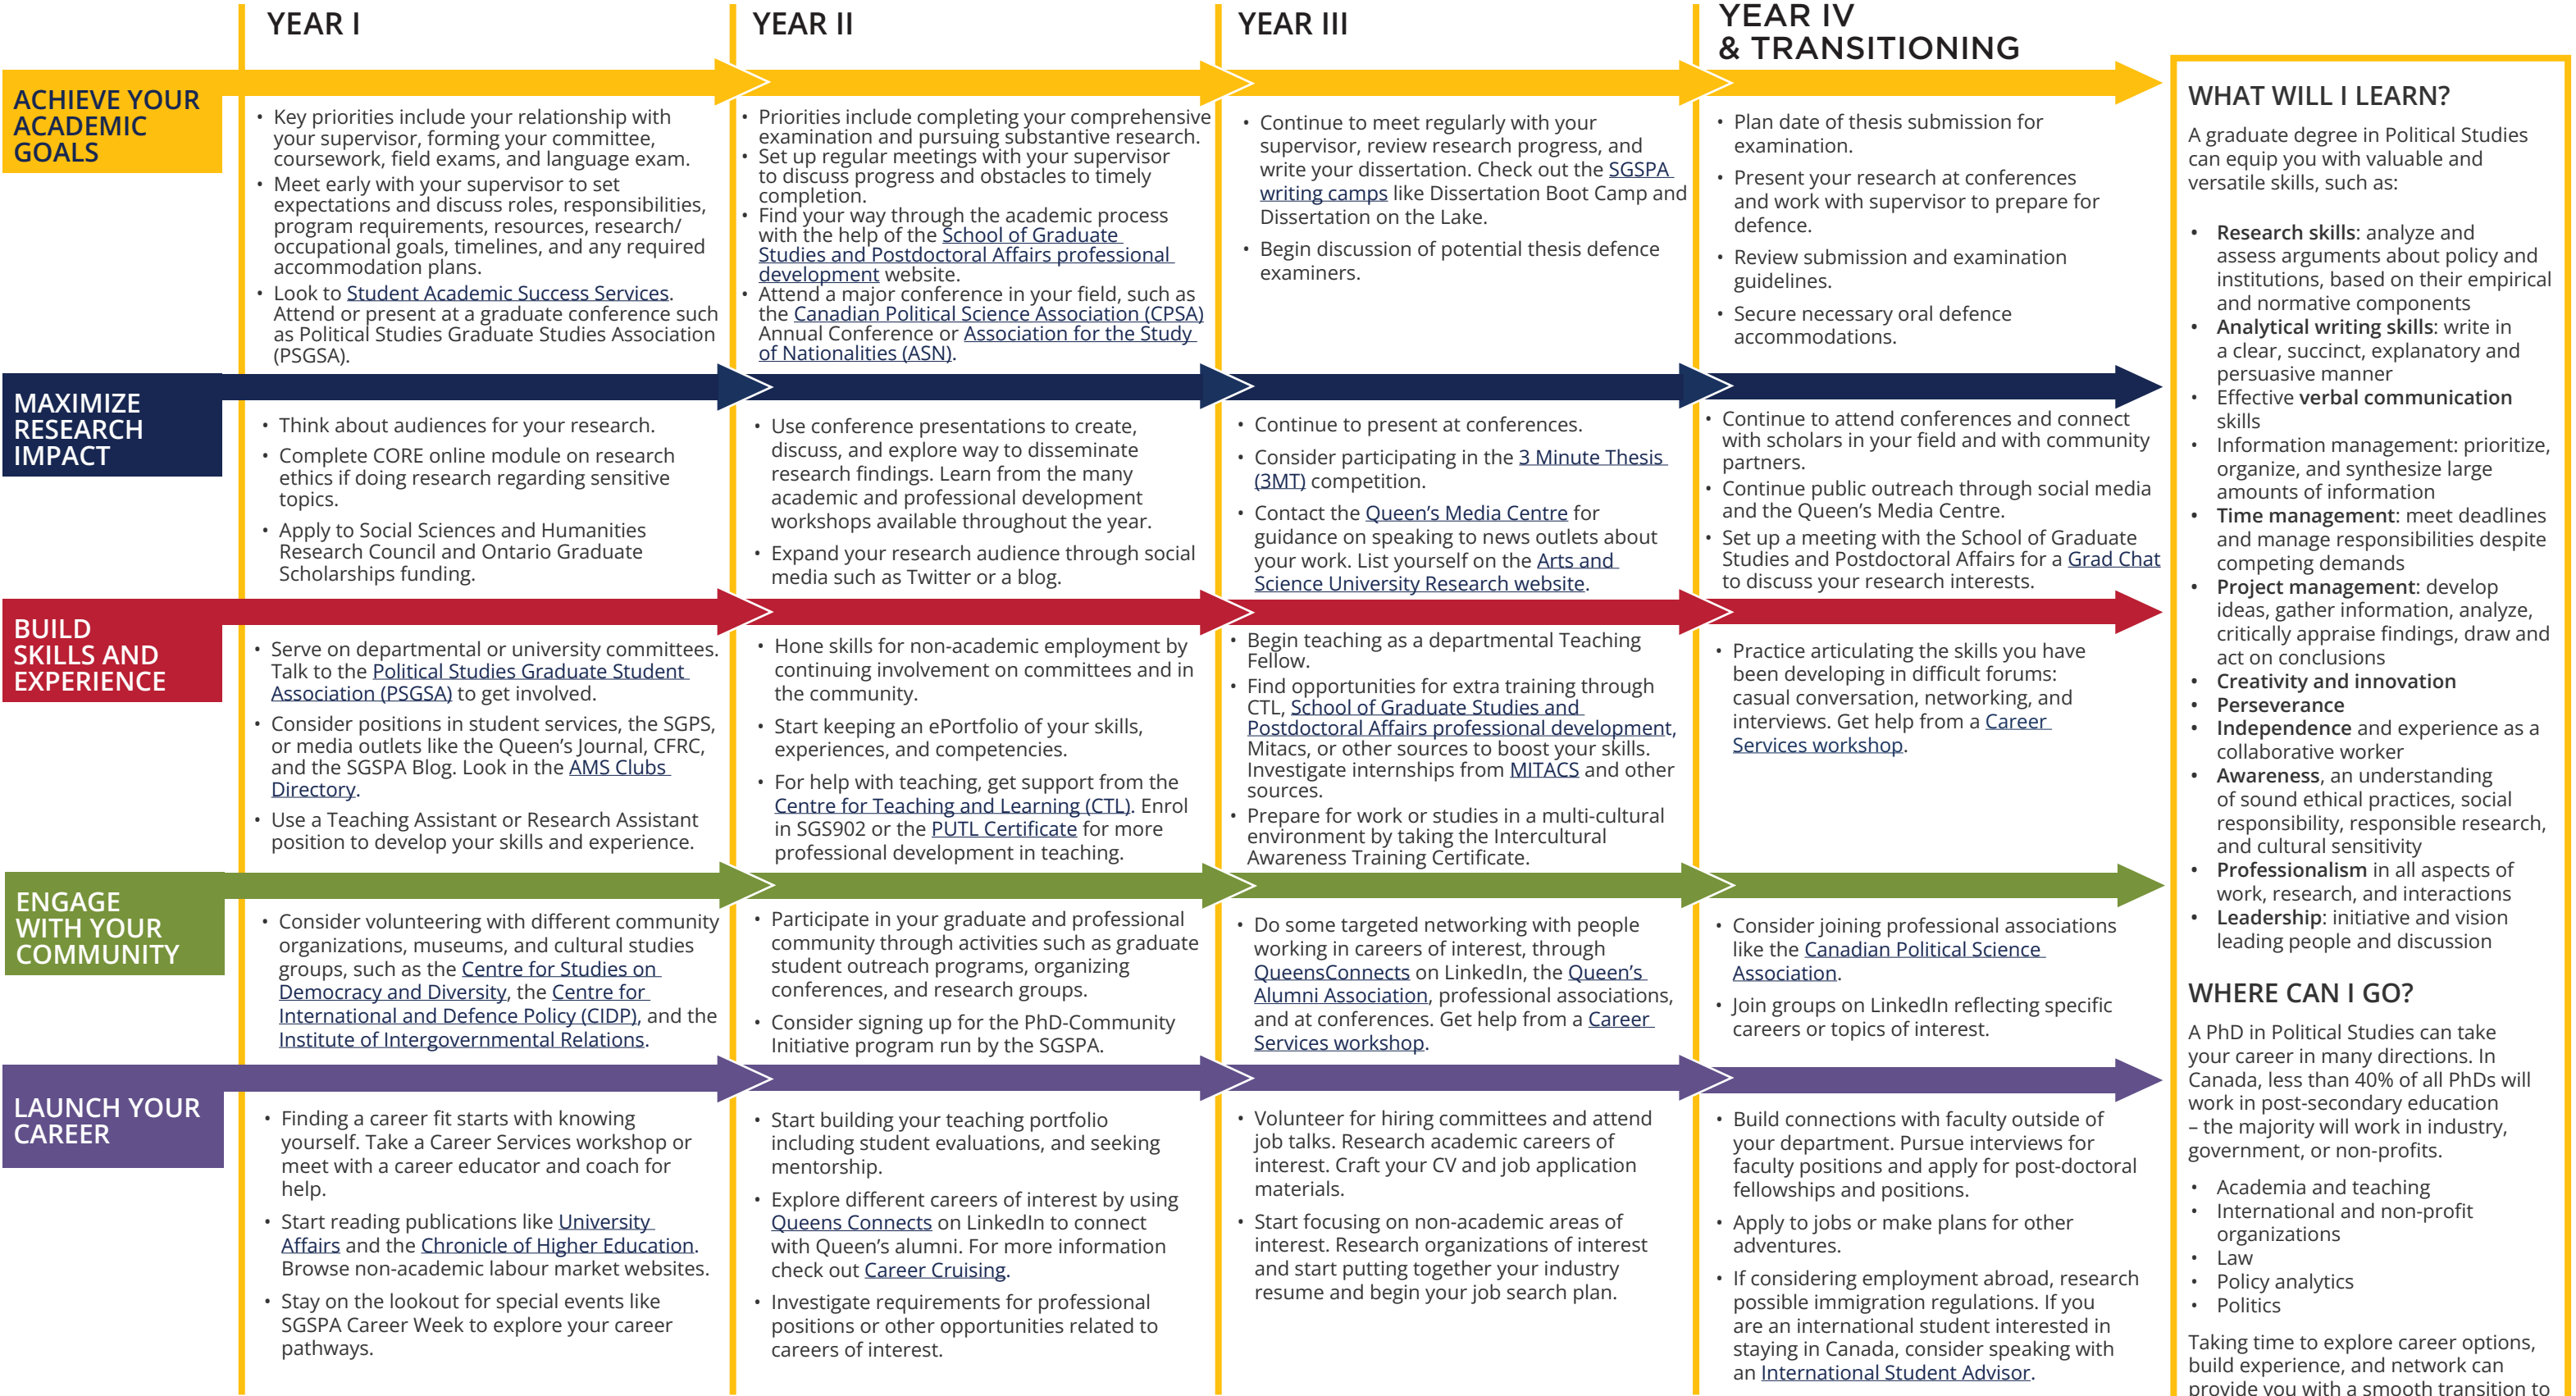 YEAR I
YEAR II
YEAR III
YEAR IV
& TRANSITIONING
ACHIEVE YOUR
ACADEMIC
GOALS
• Key priorities include your relationship with
your supervisor, forming your committee,
coursework, field exams, and language exam.
• Meet early with your supervisor to set
expectations and discuss roles, responsibilities,
program requirements, resources, research/
occupational goals, timelines, and any required
accommodation plans.
• Look to Student Academic Success Services.
Attend or present at a graduate conference such
as Political Studies Graduate Studies Association
(PSGSA).
• Priorities include completing your comprehensive
examination and pursuing substantive research.
• Set up regular meetings with your supervisor
to discuss progress and obstacles to timely
completion.
• Find your way through the academic process
with the help of the School of Graduate
Studies and Postdoctoral Affairs professional
development website.
• Attend a major conference in your field, such as
the Canadian Political Science Association (CPSA)
Annual Conference or Association for the Study
of Nationalities (ASN).
• Continue to meet regularly with your
supervisor, review research progress, and
write your dissertation. Check out the SGSPA
writing camps like Dissertation Boot Camp and
Dissertation on the Lake.
• Begin discussion of potential thesis defence
examiners.
• Plan date of thesis submission for
examination.
• Present your research at conferences
and work with supervisor to prepare for
defence.
• Review submission and examination
guidelines.
• Secure necessary oral defence
accommodations.
MAXIMIZE
RESEARCH
IMPACT
• Think about audiences for your research.
• Complete CORE online module on research
ethics if doing research regarding sensitive
topics.
• Apply to Social Sciences and Humanities
Research Council and Ontario Graduate
Scholarships funding.
• Use conference presentations to create,
discuss, and explore way to disseminate
research findings. Learn from the many
academic and professional development
workshops available throughout the year.
• Expand your research audience through social
media such as Twitter or a blog.
• Continue to present at conferences.
• Consider participating in the 3 Minute Thesis
(3MT) competition.
• Contact the Queen's Media Centre for
guidance on speaking to news outlets about
your work. List yourself on the Arts and
Science University Research website.
• Continue to attend conferences and connect
with scholars in your field and with community
partners.
• Continue public outreach through social media
and the Queen's Media Centre.
• Set up a meeting with the School of Graduate
Studies and Postdoctoral Affairs for a Grad Chat
to discuss your research interests.
BUILD
SKILLS AND
EXPERIENCE
• Serve on departmental or university committees.
Talk to the Political Studies Graduate Student
Association (PSGSA) to get involved.
• Consider positions in student services, the SGPS,
or media outlets like the Queen's Journal, CFRC,
and the SGSPA Blog. Look in the AMS Clubs
Directory.
• Use a Teaching Assistant or Research Assistant
position to develop your skills and experience.
• Hone skills for non-academic employment by
continuing involvement on committees and in
the community.
• Start keeping an ePortfolio of your skills,
experiences, and competencies.
• For help with teaching, get support from the
Centre for Teaching and Learning (CTL). Enrol
in SGS902 or the PUTL Certificate for more
professional development in teaching.
• Begin teaching as a departmental Teaching
Fellow.
• Find opportunities for extra training through
CTL, School of Graduate Studies and
Postdoctoral Affairs professional development,
Mitacs, or other sources to boost your skills.
Investigate internships from MITACS and other
sources.
• Prepare for work or studies in a multi-cultural
environment by taking the Intercultural
Awareness Training Certificate.
• Practice articulating the skills you have
been developing in difficult forums:
casual conversation, networking, and
interviews. Get help from a Career
Services workshop.
ENGAGE
WITH YOUR
COMMUNITY
• Consider volunteering with different community
organizations, museums, and cultural studies
groups, such as the Centre for Studies on
Democracy and Diversity, the Centre for
International and Defence Policy (CIDP), and the
Institute of Intergovernmental Relations.
• Participate in your graduate and professional
community through activities such as graduate
student outreach programs, organizing
conferences, and research groups.
• Consider signing up for the PhD-Community
Initiative program run by the SGSPA.
• Do some targeted networking with people
working in careers of interest, through
QueensConnects on LinkedIn, the Queen's
Alumni Association, professional associations,
and at conferences. Get help from a Career
Services workshop.
• Consider joining professional associations
like the Canadian Political Science
Association.
• Join groups on LinkedIn reflecting specific
careers or topics of interest.
LAUNCH YOUR
CAREER
• Finding a career fit starts with knowing
yourself. Take a Career Services workshop or
meet with a career educator and coach for
help.
• Start reading publications like University
Affairs and the Chronicle of Higher Education.
Browse non-academic labour market websites.
• Stay on the lookout for special events like
SGSPA Career Week to explore your career
pathways.
• Start building your teaching portfolio
including student evaluations, and seeking
mentorship.
• Explore different careers of interest by using
Queens Connects on LinkedIn to connect
with Queen's alumni. For more information
check out Career Cruising.
• Investigate requirements for professional
positions or other opportunities related to
careers of interest.
• Volunteer for hiring committees and attend
job talks. Research academic careers of
interest. Craft your CV and job application
materials.
• Start focusing on non-academic areas of
interest. Research organizations of interest
and start putting together your industry
resume and begin your job search plan.
• Build connections with faculty outside of
your department. Pursue interviews for
faculty positions and apply for post-doctoral
fellowships and positions.
• Apply to jobs or make plans for other
adventures.
• If considering employment abroad, research
possible immigration regulations. If you
are an international student interested in
staying in Canada, consider speaking with
an International Student Advisor.
WHAT WILL I LEARN?
A graduate degree in Political Studies
can equip you with valuable and
versatile skills, such as:
• Research skills: analyze and
assess arguments about policy and
institutions, based on their empirical
and normative components
• Analytical writing skills: write in
a clear, succinct, explanatory and
persuasive manner
• Effective verbal communication
skills
• Information management: prioritize,
organize, and synthesize large
amounts of information
• Time management: meet deadlines
and manage responsibilities despite
competing demands
• Project management: develop
ideas, gather information, analyze,
critically appraise findings, draw and
act on conclusions
• Creativity and innovation
• Perseverance
• Independence and experience as a
collaborative worker
• Awareness, an understanding
of sound ethical practices, social
responsibility, responsible research,
and cultural sensitivity
• Professionalism in all aspects of
work, research, and interactions
• Leadership: initiative and vision
leading people and discussion
WHERE CAN I GO?
A PhD in Political Studies can take
your career in many directions. In
Canada, less than 40% of all PhDs will
work in post-secondary education
– the majority will work in industry,
government, or non-profits.
• Academia and teaching
• International and non-profit
organizations
• Law
• Policy analytics
• Politics
Taking time to explore career options,
build experience, and network can
provide you with a smooth transition to